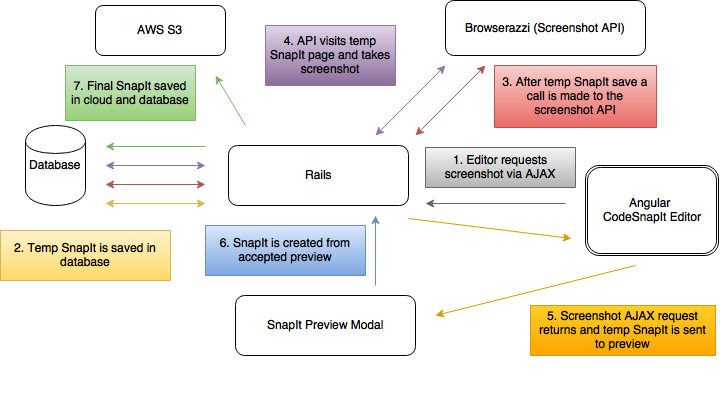 AWS S3
4. API visits temp
SnapIt page and takes
screenshot
Browserazzi (Screenshot API)
7. Final SnapIt saved
in cloud and database
3. After temp SnapIt save a
call is made to the
screenshot API
Database
Rails
1. Editor requests
screenshot via AJAX
Angular
CodeSnapIt Editor
2. Temp SnapIt is saved in
database
6. SnapIt is created from
accepted preview
SnapIt Preview Modal
5. Screenshot AJAX request
returns and temp SnapIt is sent
to preview